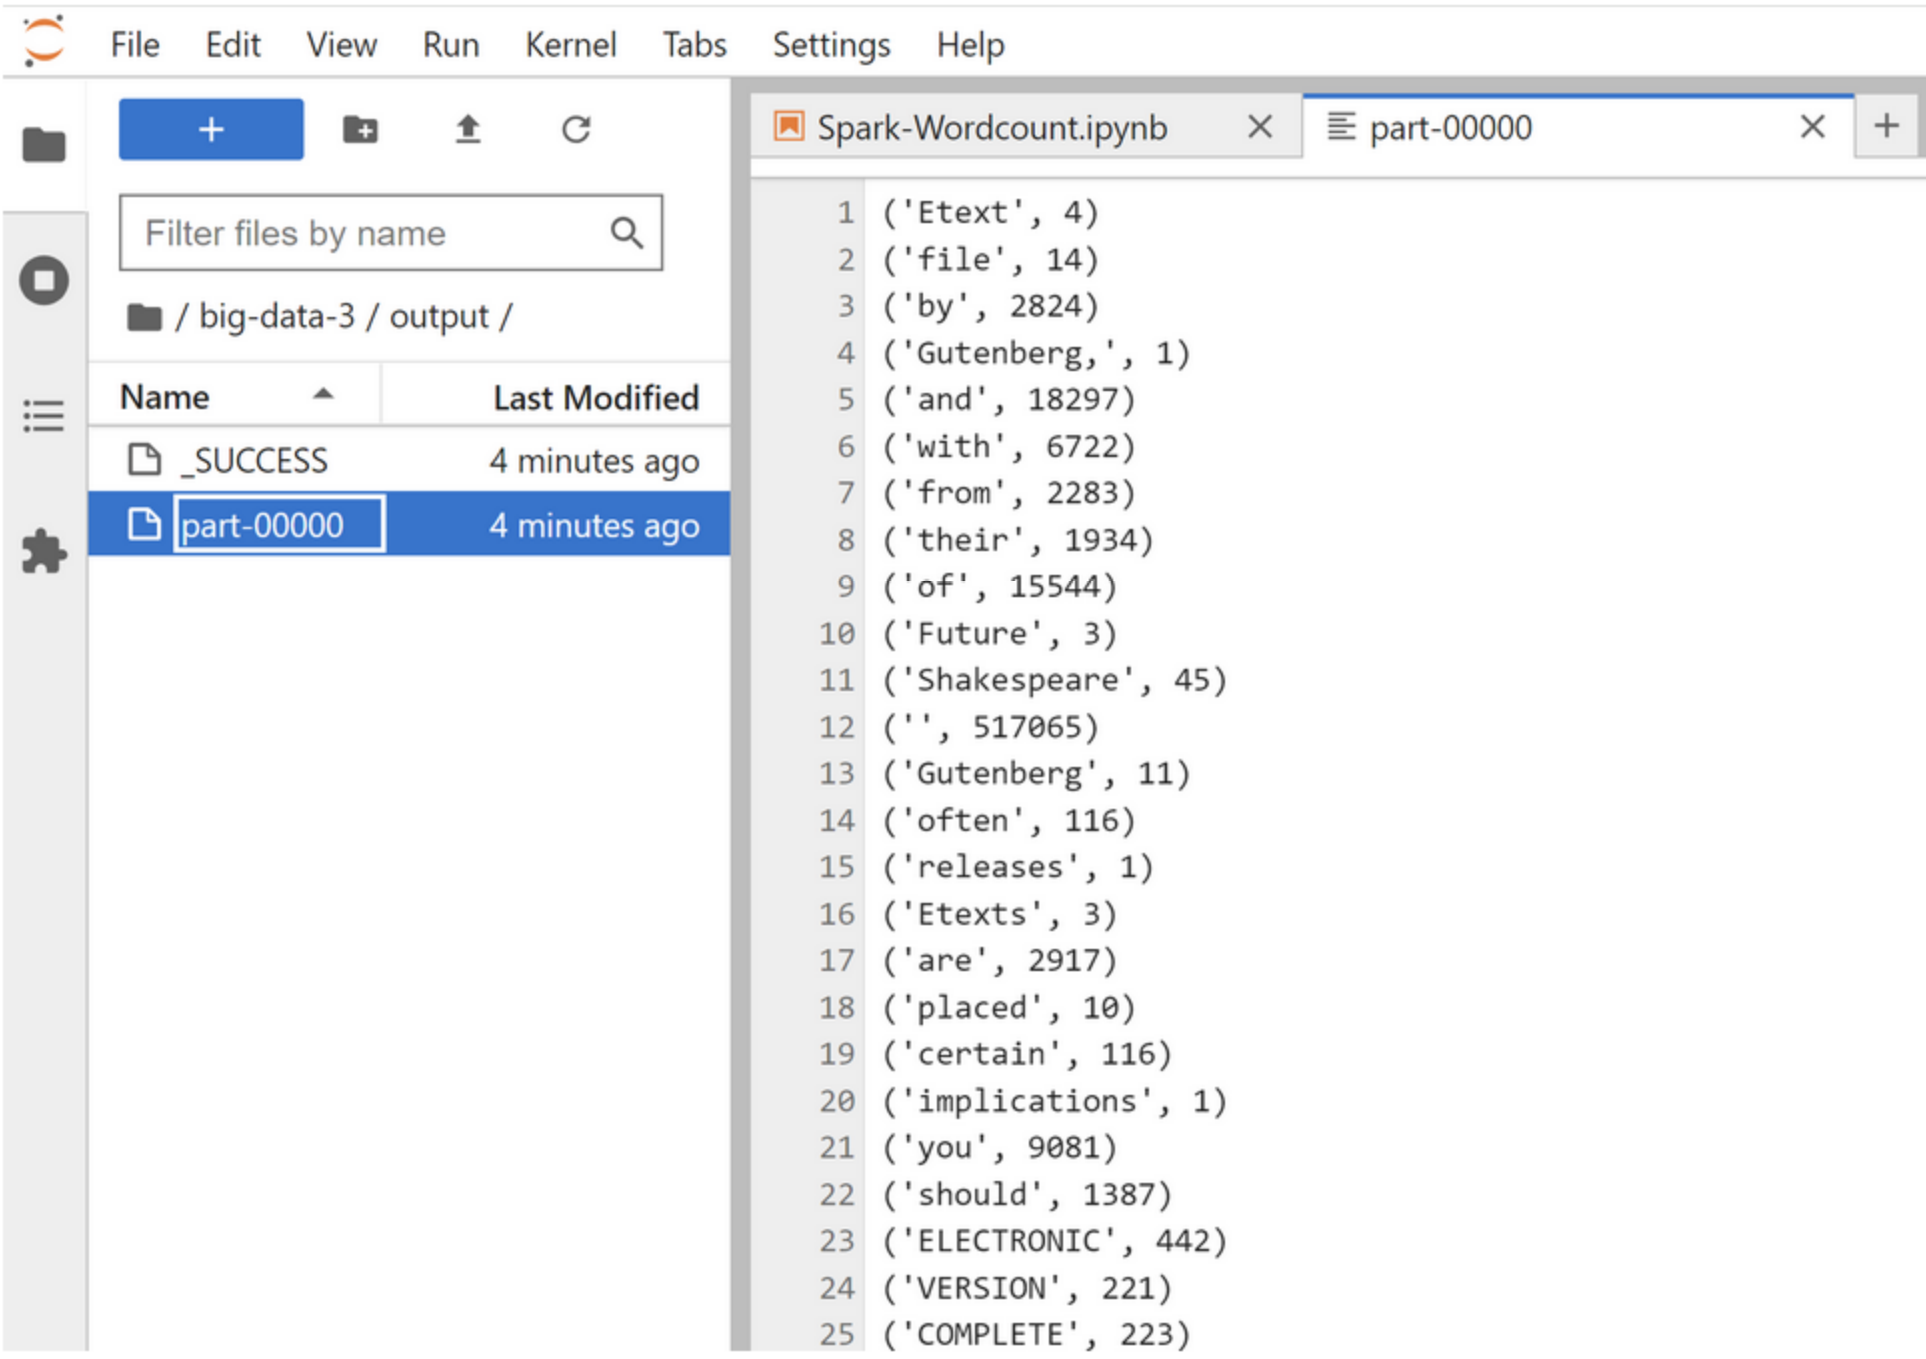 File Edit View Run Kernel Tabs Settings Help
+
Filter files by name
/ big-data-3 / output /
Name Last Modified
_SUCCESS 4 minutes ago
part-00000 4 minutes ago
Spark-Wordcount.ipynb × part-00000 × +
1 ('Etext', 4)
2 ('file', 14)
3 ('by', 2824)
4 ('Gutenberg,', 1)
5 ('and', 18297)
6 ('with', 6722)
7 ('from', 2283)
8 ('their', 1934)
9 ('of', 15544)
10 ('Future', 3)
11 ('Shakespeare', 45)
12 ('', 517065)
13 ('Gutenberg', 11)
14 ('often', 116)
15 ('releases', 1)
16 ('Etexts', 3)
17 ('are', 2917)
18 ('placed', 10)
19 ('certain', 116)
20 ('implications', 1)
21 ('you', 9081)
22 ('should', 1387)
23 ('ELECTRONIC', 442)
24 ('VERSION', 221)
25 ('COMPLETE', 223)